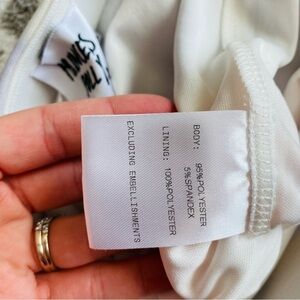 BODY: 95%POLYESTER
5%SPANDEX
LINING: 100%POLYESTER
EXCLUDING EMBELLISHMENTS